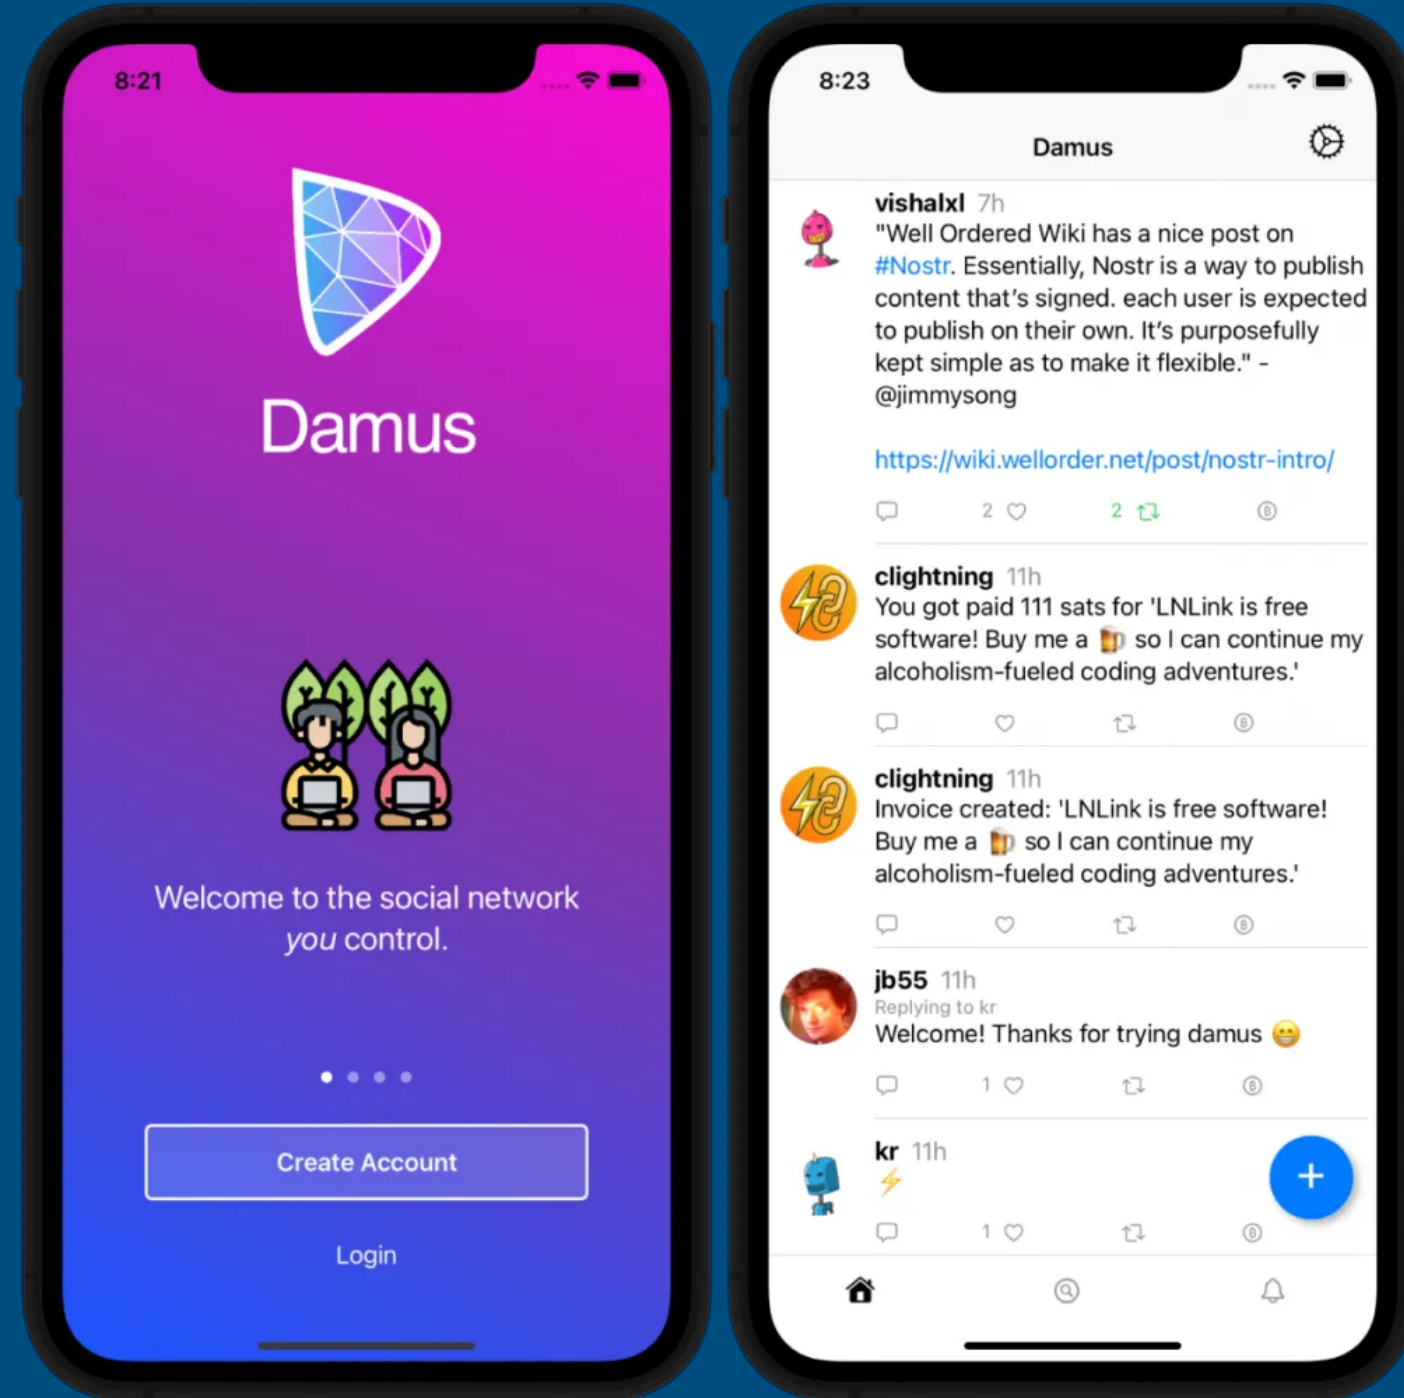 8:21
Damus
Welcome to the social network
you control.
Create Account
Login
8:23
Damus
vishalxl 7h
"Well Ordered Wiki has a nice post on
#Nostr. Essentially, Nostr is a way to publish
content that's signed. each user is expected
to publish on their own. It's purposefully
kept simple as to make it flexible." -
@jimmysong
https://wiki.wellorder.net/post/nostr-intro/
2 2
clightning 11h
You got paid 111 sats for 'LNLink is free
software! Buy me a 🍺 so I can continue my
alcoholism-fueled coding adventures.'
clightning 11h
Invoice created: 'LNLink is free software!
Buy me a 🍺 so I can continue my
alcoholism-fueled coding adventures.'
jb55 11h
Replying to kr
Welcome! Thanks for trying damus 😁
1
kr 11h
⚡
1